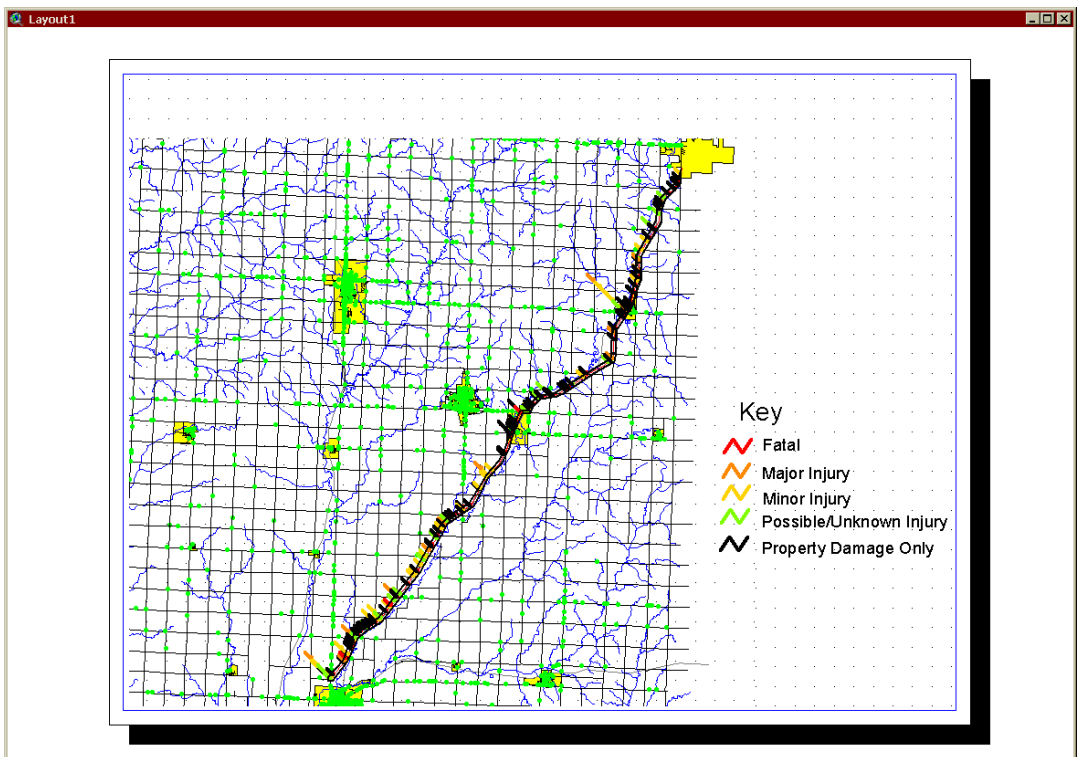 Layout1
Key
Fatal
Major Injury
Minor Injury
Possible/Unknown Injury
Property Damage Only